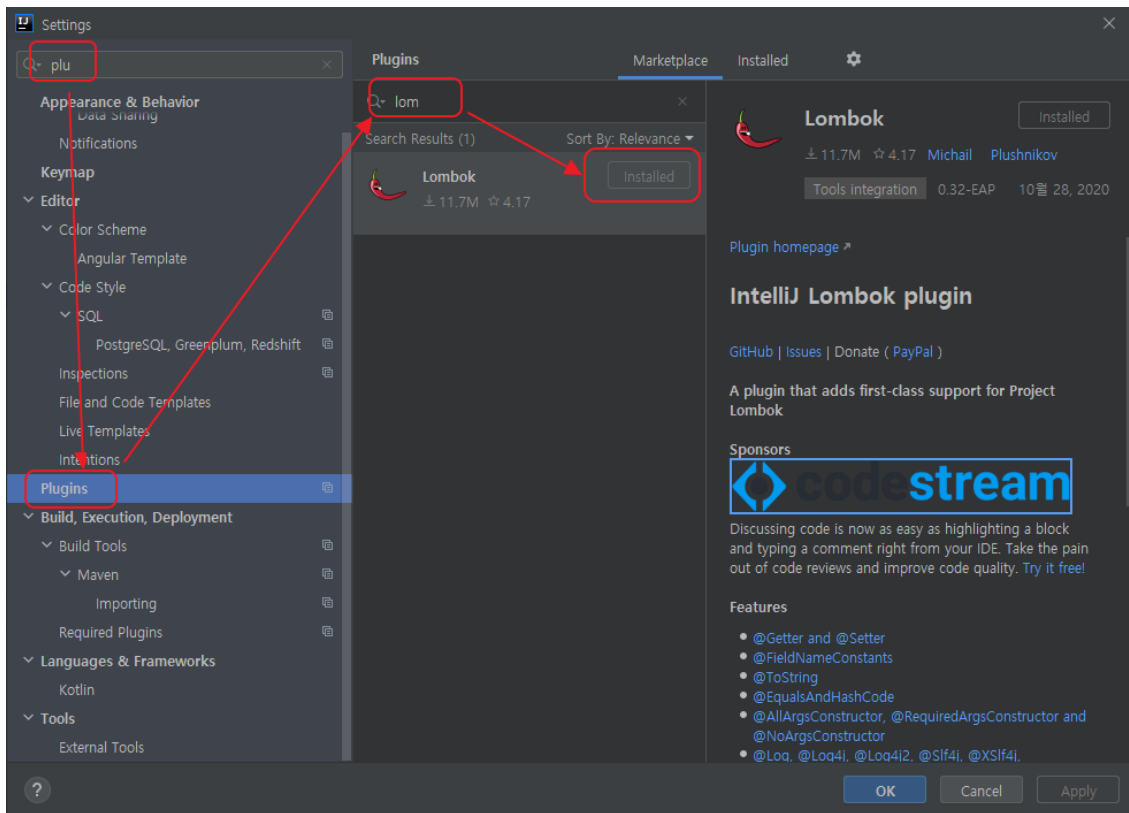 Settings
plu
Appearance & Behavior
Data Sharing
Notifications
Keymap
Editor
Color Scheme
Angular Template
Code Style
SQL
PostgreSQL, Greenplum, Redshift
Inspections
File and Code Templates
Live Templates
Intentions
Plugins
Build, Execution, Deployment
Build Tools
Maven
Importing
Required Plugins
Languages & Frameworks
Kotlin
Tools
External Tools
Plugins
Marketplace
Installed
lom
Search Results (1)
Sort By: Relevance
Lombok
11.7M 4.17
Installed
Lombok
Installed
11.7M 4.17 Michail Plushnikov
Tools integration 0.32-EAP 10월 28, 2020
Plugin homepage
IntelliJ Lombok plugin
GitHub | Issues | Donate ( PayPal )
A plugin that adds first-class support for Project
Lombok
Sponsors
codestream
Discussing code is now as easy as highlighting a block
and typing a comment right from your IDE. Take the pain
out of code reviews and improve code quality. Try it free!
Features
@Getter and @Setter
@FieldNameConstants
@ToString
@EqualsAndHashCode
@AllArgsConstructor, @RequiredArgsConstructor and
@NoArgsConstructor
@Log, @Log4j, @Log4j2, @Slf4j, @XSlf4j,
?
OK
Cancel
Apply